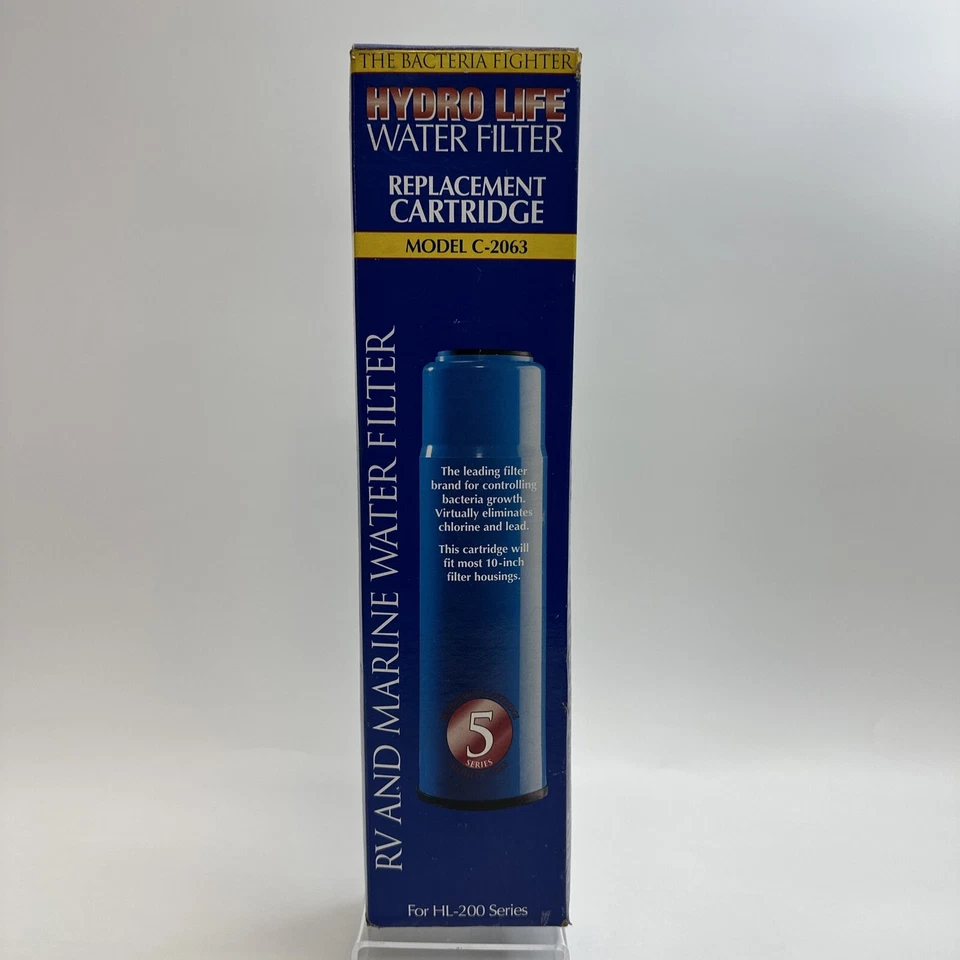 THE BACTERIA FIGHTER
HYDRO LIFE®
WATER FILTER
REPLACEMENT
CARTRIDGE
MODEL C-2063
RV AND MARINE WATER FILTER
The leading filter
brand for controlling
bacteria growth.
Virtually eliminates
chlorine and lead.
This cartridge will
fit most 10-inch
filter housings.
5
SERIES
For HL-200 Series